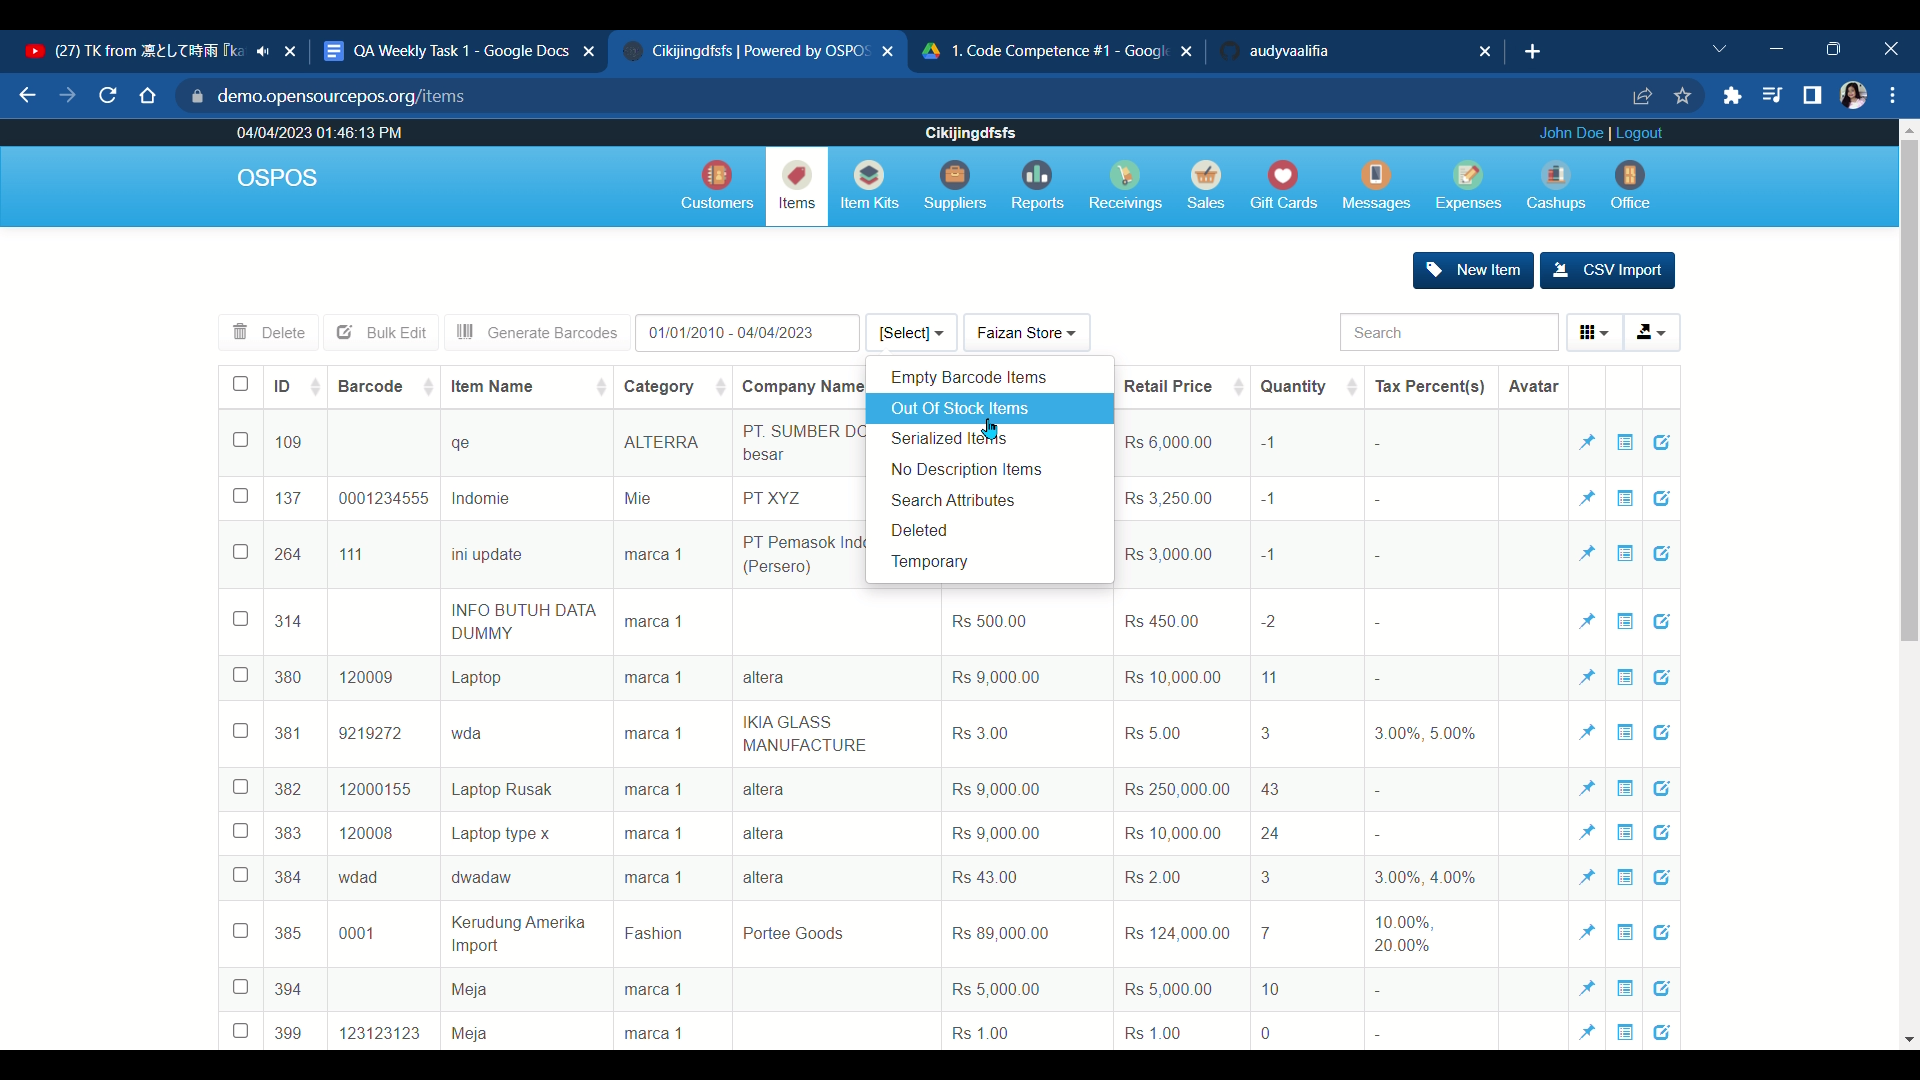 (27) TK from 凛として時雨『ka
QA Weekly Task 1 - Google Docs
Cikijingdfsfs | Powered by OSPOS
1. Code Competence #1 - Google
audyvaalifia
demo.opensourcepos.org/items
04/04/2023 01:46:13 PM
Cikijingdfsfs
John Doe | Logout
OSPOS
Customers
Items
Item Kits
Suppliers
Reports
Receivings
Sales
Gift Cards
Messages
Expenses
Cashups
Office
New Item
CSV Import
Delete
Bulk Edit
Generate Barcodes
01/01/2010 - 04/04/2023
[Select]
Faizan Store
Search
Empty Barcode Items
Out Of Stock Items
Serialized Items
No Description Items
Search Attributes
Deleted
Temporary
ID Barcode Item Name Category Company Name Retail Price Quantity Tax Percent(s) Avatar
109 qe ALTERRA PT. SUMBER DO Rs 6,000.00 -1 -
besar
137 0001234555 Indomie Mie PT XYZ Rs 3,250.00 -1 -
264 111 ini update marca 1 PT Pemasok Indo Rs 3,000.00 -1 -
(Persero)
314 INFO BUTUH DATA marca 1 Rs 500.00 Rs 450.00 -2 -
DUMMY
380 120009 Laptop marca 1 altera Rs 9,000.00 Rs 10,000.00 11 -
381 9219272 wda marca 1 IKIA GLASS Rs 3.00 Rs 5.00 3 3.00%, 5.00%
MANUFACTURE
382 12000155 Laptop Rusak marca 1 altera Rs 9,000.00 Rs 250,000.00 43 -
383 120008 Laptop type x marca 1 altera Rs 9,000.00 Rs 10,000.00 24 -
384 wdad dwadaw marca 1 altera Rs 43.00 Rs 2.00 3 3.00%, 4.00%
385 0001 Kerudung Amerika Fashion Portee Goods Rs 89,000.00 Rs 124,000.00 7 10.00%,
Import 20.00%
394 Meja marca 1 Rs 5,000.00 Rs 5,000.00 10 -
399 123123123 Meja marca 1 Rs 1.00 Rs 1.00 0 -